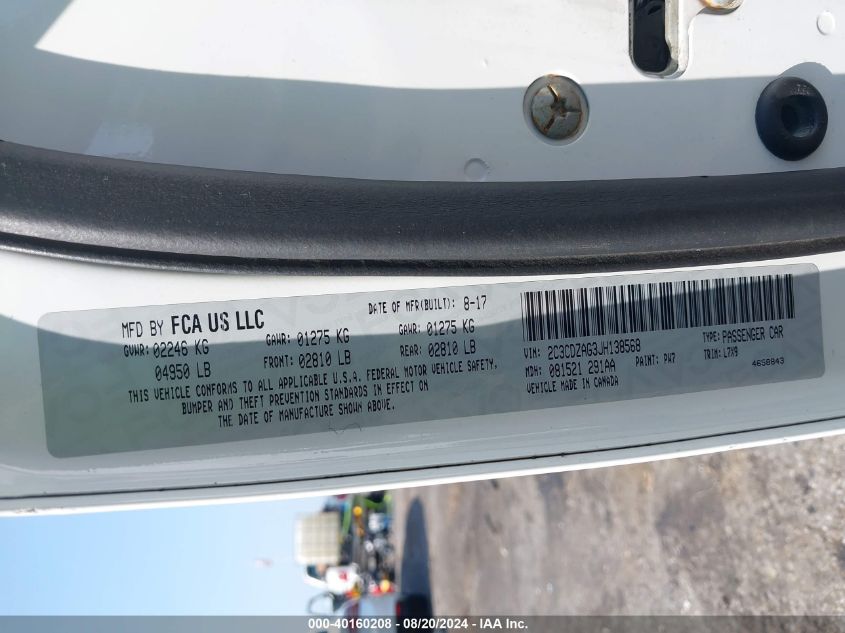 MFD BY FCA US LLC
DATE OF MFR(BUILT): 8-17
GVWR: 02246 KG
GAWR: 01275 KG
GAWR: 01275 KG
04950 LB
FRONT: 02810 LB
REAR: 02810 LB
THIS VEHICLE CONFORMS TO ALL APPLICABLE U.S.A. FEDERAL MOTOR VEHICLE SAFETY,
BUMPER AND THEFT PREVENTION STANDARDS IN EFFECT ON
THE DATE OF MANUFACTURE SHOWN ABOVE.
VIN: 2C3CDZAG3JH138568
TYPE: PASSENGER CAR
MDH: 081521 291AA
PAINT: PW7
TRIM: L7X9
VEHICLE MADE IN CANADA
4658843
000-40160208 - 08/20/2024 - IAA Inc.